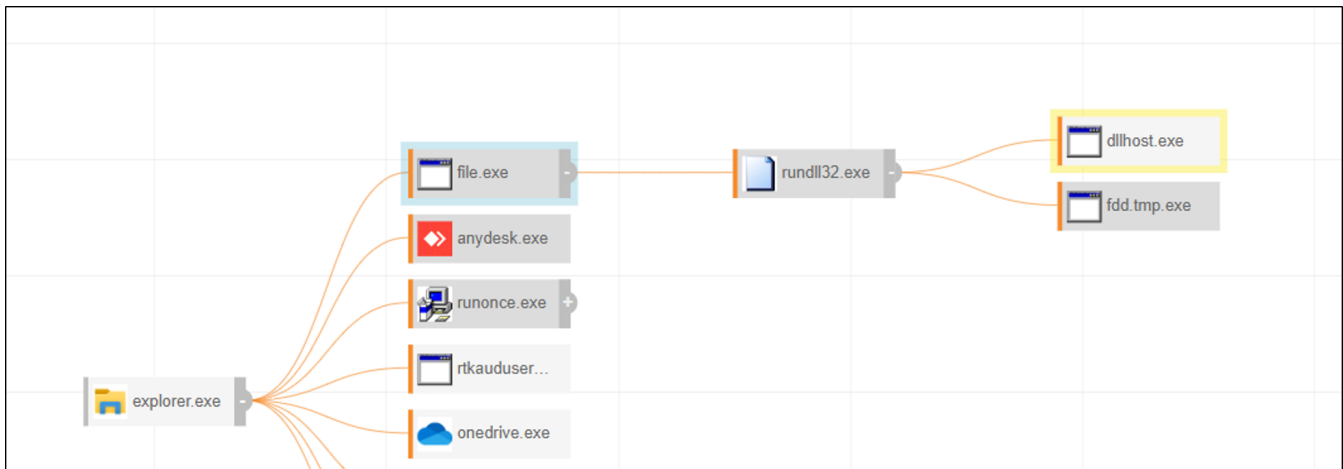 dllhost.exe
file.exe
rundll32.exe
fdd.tmp.exe
anydesk.exe
runonce.exe
rtkauduser...
explorer.exe
onedrive.exe